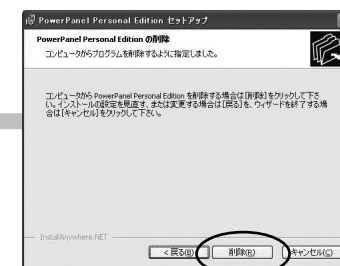 PowerPanel Personal Edition セットアップ
PowerPanel Personal Edition の削除
コンピュータからプログラムを削除するように指定しました。
コンピュータから PowerPanel Personal Edition を削除する場合は[削除]をクリックして下さ
い。インストールの設定を見直す、または変更する場合は[戻る]を、ウィザードを終了する場
合は[キャンセル]をクリックして下さい。
InstallAnywhere.NET
< 戻る(B) 削除(R) キャンセル(C)